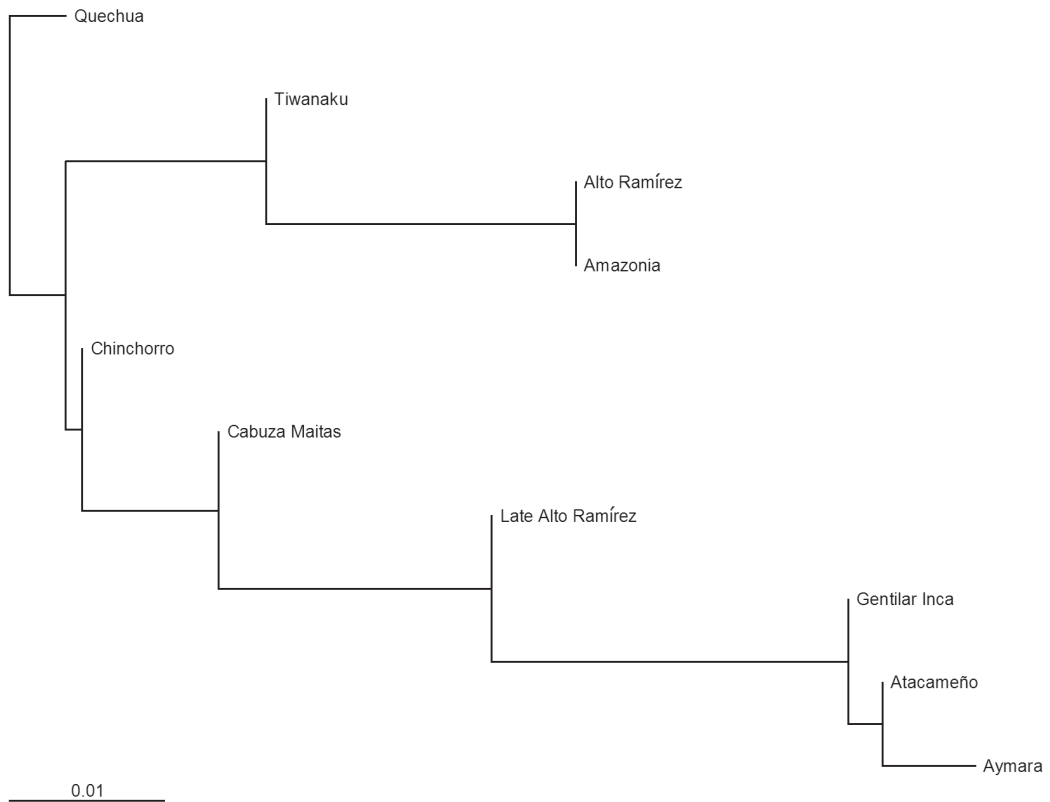 Quechua
Tiwanaku
Alto Ramírez
Amazonia
Chinchorro
Cabuza Maitas
Late Alto Ramírez
Gentilar Inca
Atacameño
Aymara
0.01